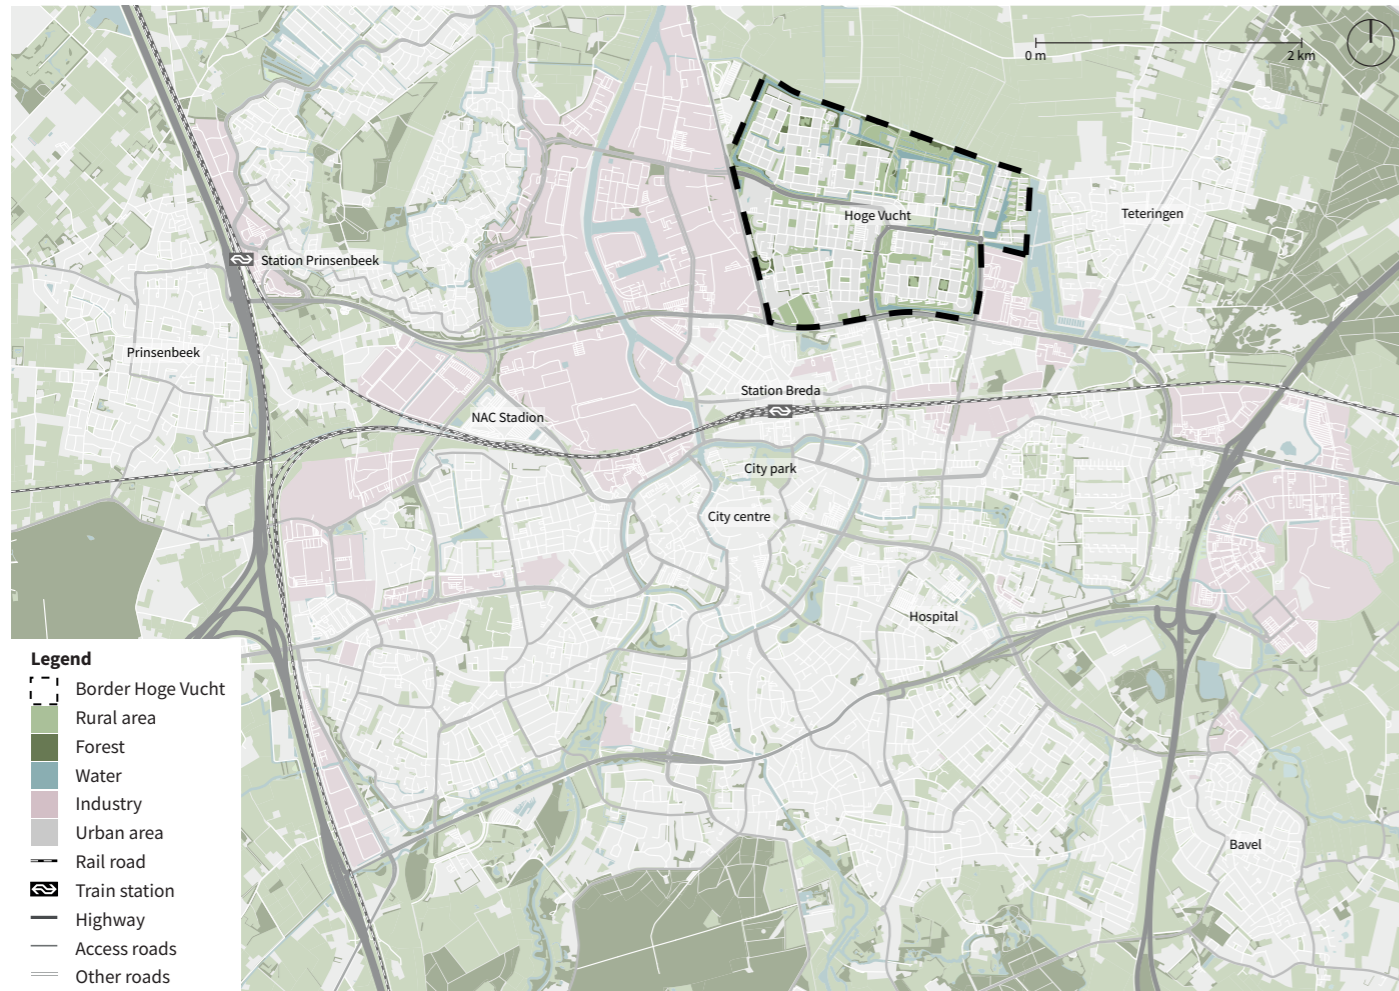 0 m
2 km
Hoge Vucht
Teteringen
Station Prinsenbeek
Prinsenbeek
Station Breda
NAC Stadion
City park
City centre
Hospital
Bavel
Legend
Border Hoge Vucht
Rural area
Forest
Water
Industry
Urban area
Rail road
Train station
Highway
Access roads
Other roads